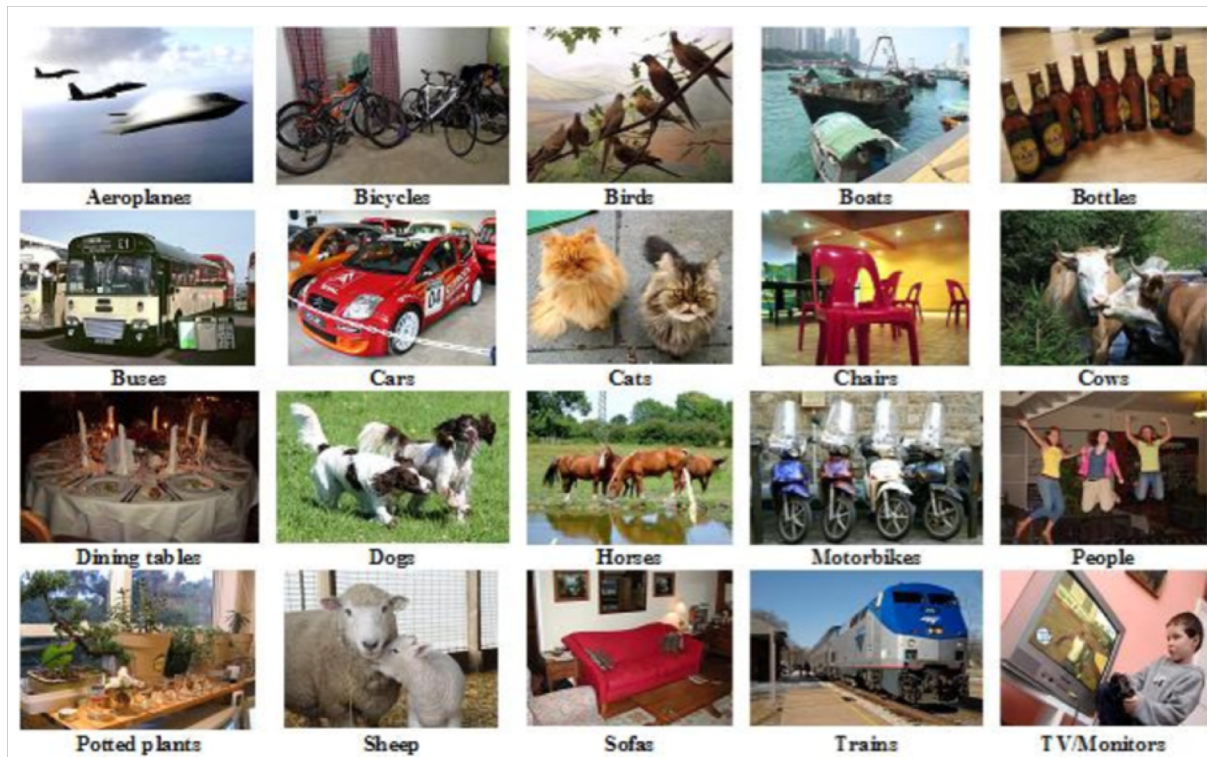 Aeroplanes
Bicycles
Birds
Boats
Bottles
Buses
Cars
Cats
Chairs
Cows
04
Dining tables
Dogs
Horses
Motorbikes
People
Potted plants
Sheep
Sofas
Trains
TV/Monitors